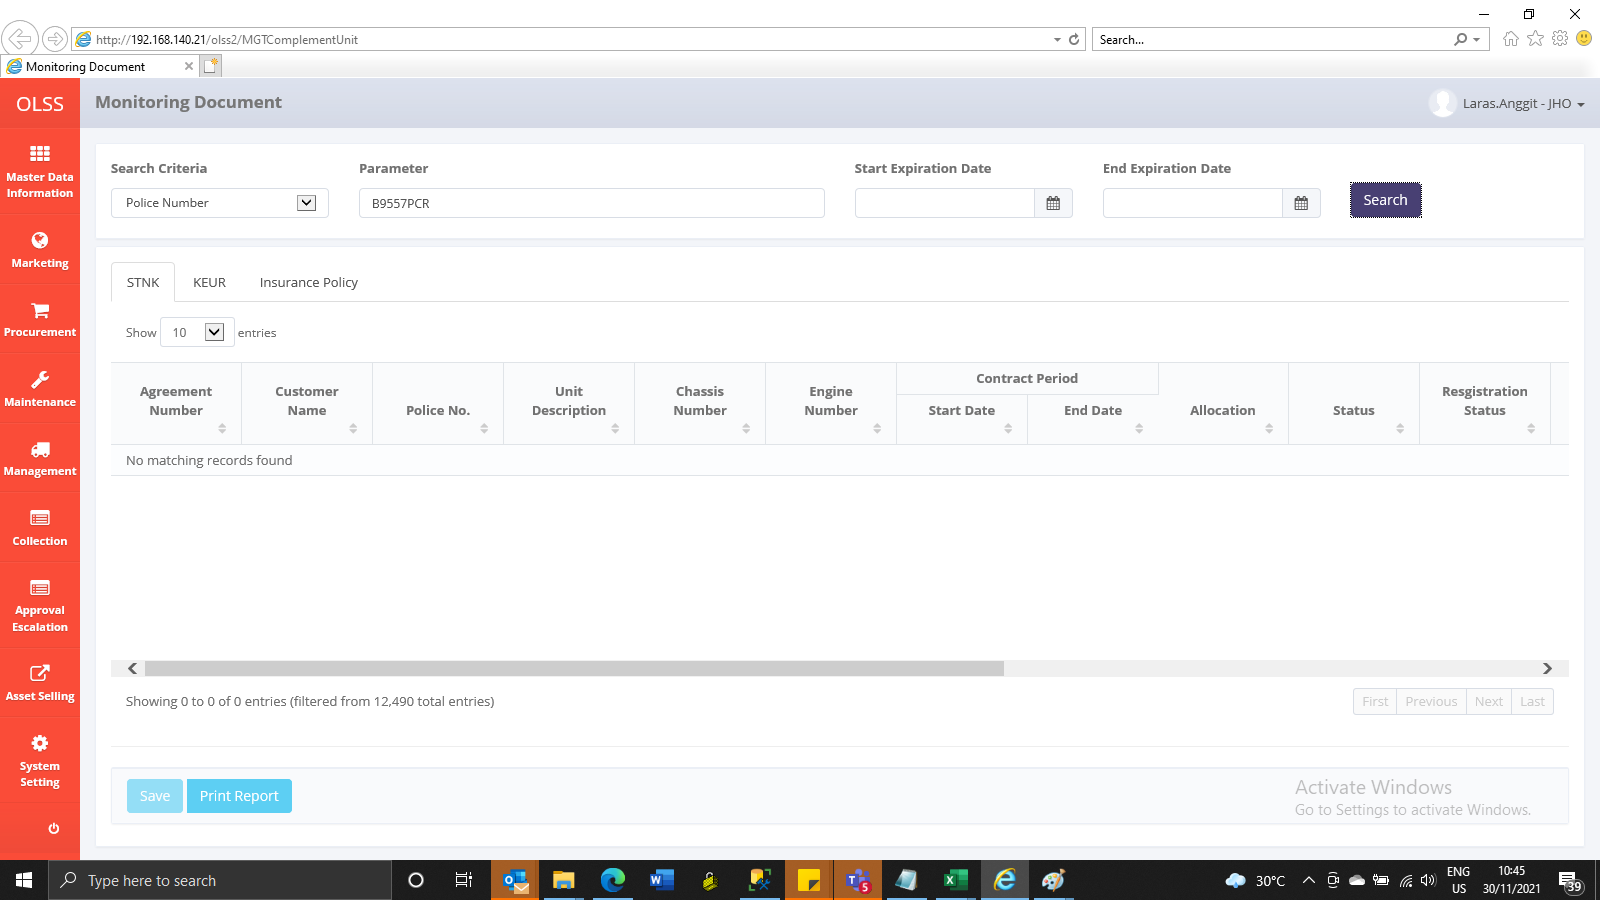 http://192.168.140.21/olss2/MGTComplementUnit
Search...
Monitoring Document
OLSS
Monitoring Document
Laras.Anggit - JHO
Master Data
Information
Marketing
Procurement
Maintenance
Management
Collection
Approval
Escalation
Asset Selling
System
Setting
Search Criteria
Parameter
Start Expiration Date
End Expiration Date
Police Number
B9557PCR
Search
STNK
KEUR
Insurance Policy
Show 10 entries
Agreement
Number
Customer
Name
Police No.
Unit
Description
Chassis
Number
Engine
Number
Contract Period
Start Date
End Date
Allocation
Status
Resgistration
Status
No matching records found
Showing 0 to 0 of 0 entries (filtered from 12,490 total entries)
First
Previous
Next
Last
Save
Print Report
Activate Windows
Go to Settings to activate Windows.
Type here to search
5
30°C
ENG
US
10:45
30/11/2021
39